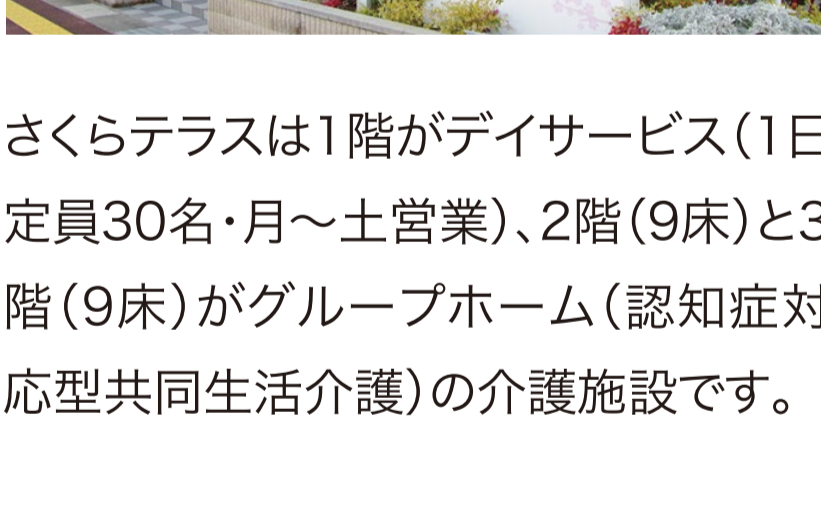 さくらテラスは1階がデイサービス(1日
定員30名・月～土営業)、2階(9床)と3
階(9床)がグループホーム(認知症対
応型共同生活介護)の介護施設です。